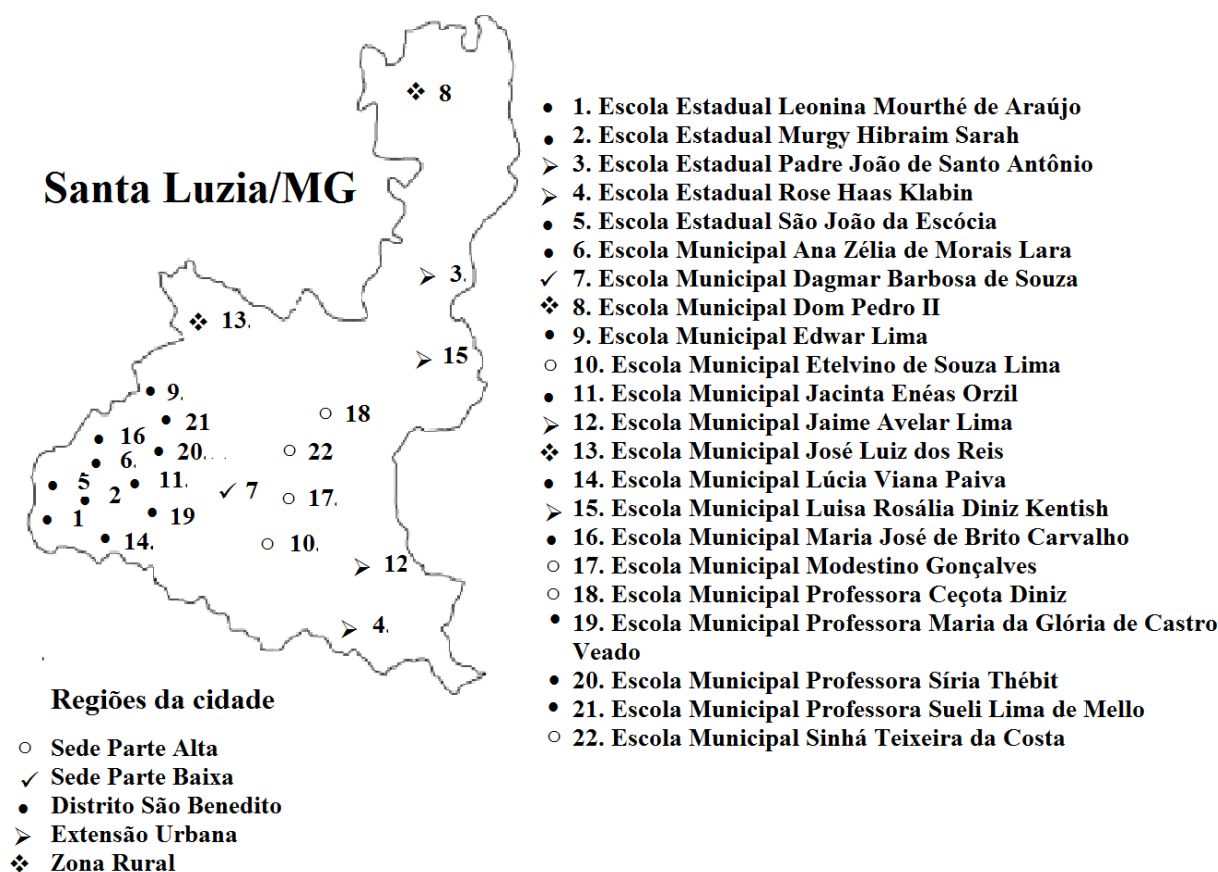 Santa Luzia/MG
8
3.
13.
15
9.
21
18
16
20.
22
6.
5
11.
7
2
17.
1
19
14.
10.
12
4.
• 1. Escola Estadual Leonina Mourthé de Araújo
• 2. Escola Estadual Murgy Hibraim Sarah
➢ 3. Escola Estadual Padre João de Santo Antônio
➢ 4. Escola Estadual Rose Haas Klabin
• 5. Escola Estadual São João da Escócia
• 6. Escola Municipal Ana Zélia de Morais Lara
✓ 7. Escola Municipal Dagmar Barbosa de Souza
❖ 8. Escola Municipal Dom Pedro II
• 9. Escola Municipal Edwar Lima
○ 10. Escola Municipal Etelvino de Souza Lima
• 11. Escola Municipal Jacinta Enéas Orzil
➢ 12. Escola Municipal Jaime Avelar Lima
❖ 13. Escola Municipal José Luiz dos Reis
• 14. Escola Municipal Lúcia Viana Paiva
➢ 15. Escola Municipal Luisa Rosália Diniz Kentish
• 16. Escola Municipal Maria José de Brito Carvalho
○ 17. Escola Municipal Modestino Gonçalves
○ 18. Escola Municipal Professora Ceçota Diniz
• 19. Escola Municipal Professora Maria da Glória de Castro
Veado
• 20. Escola Municipal Professora Síria Thébit
• 21. Escola Municipal Professora Sueli Lima de Mello
○ 22. Escola Municipal Sinhá Teixeira da Costa
Regiões da cidade
○ Sede Parte Alta
✓ Sede Parte Baixa
• Distrito São Benedito
➢ Extensão Urbana
❖ Zona Rural